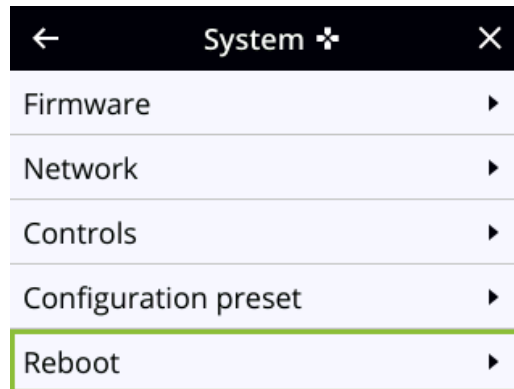 System
Firmware
Network
Controls
Configuration preset
Reboot